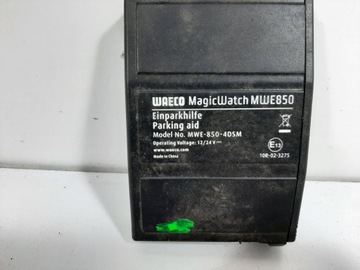 WAECO MagicWatch MWE850
Einparkhilfe
Parking aid
Model No. MWE-850-4DSM
Operating Voltage: 12/24V
www.waeco.com
Made in China
E13
10R-02-3275